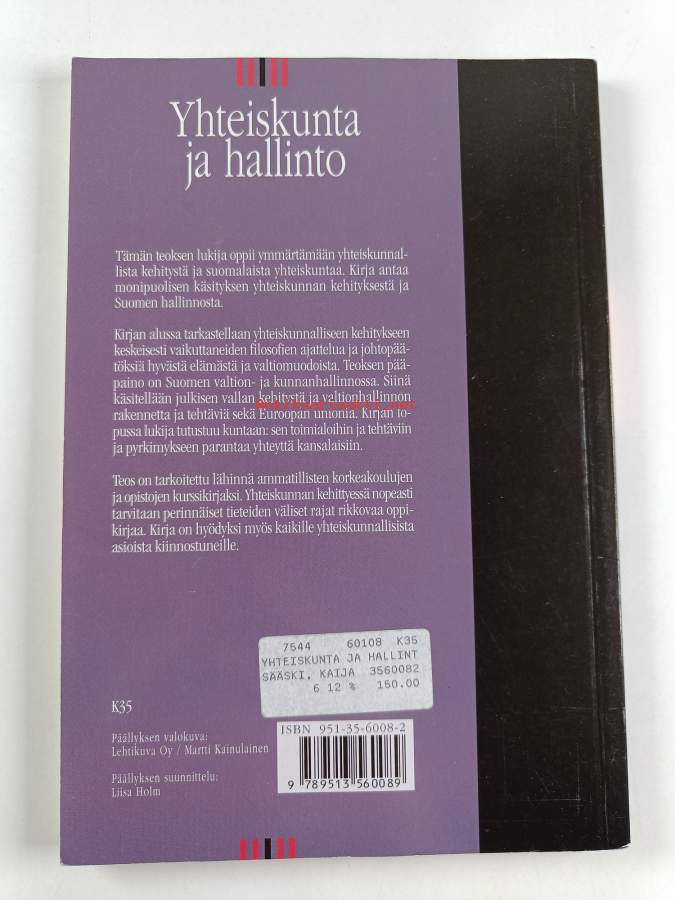 Yhteiskunta
ja hallinto
Tämän teoksen lukija oppii ymmärtämään yhteiskunnal-
lista kehitystä ja suomalaista yhteiskuntaa. Kirja antaa
monipuolisen käsityksen yhteiskunnan kehityksestä ja
Suomen hallinnosta.
Kirjan alussa tarkastellaan yhteiskunnalliseen kehitykseen
keskeisesti vaikuttaneiden filosofien ajattelua ja johtopää-
töksiä hyvästä elämästä ja valtiomuodoista. Teoksen pää-
paino on Suomen valtion- ja kunnanhallinnossa. Siinä
käsitellään julkisen vallan kehitystä ja valtionhallinnon
rakennetta ja tehtäviä sekä Euroopan unionia. Kirjan lo-
pussa lukija tutustuu kuntaan: sen toimialoihin ja tehtäviin
ja pyrkimykseen parantaa yhteyttä kansalaisiin.
Teos on tarkoitettu lähinnä ammatillisten korkeakoulujen
ja opistojen kurssikirjaksi. Yhteiskunnan kehittyessä nopeasti
tarvitaan perinnäiset tieteiden väliset rajat rikkovaa oppi-
kirjaa. Kirja on hyödyksi myös kaikille yhteiskunnallisista
asioista kiinnostuneille.
7544 60108 K35
YHTEISKUNTA JA HALLINT
SÄÄSKI, KAIJA 3560082
6 12 % 150.00
K35
ISBN 951-35-6008-2
Päällyksen valokuva:
Lehtikuva Oy / Martti Kainulainen
Päällyksen suunnittelu:
Liisa Holm
9 789513 560089